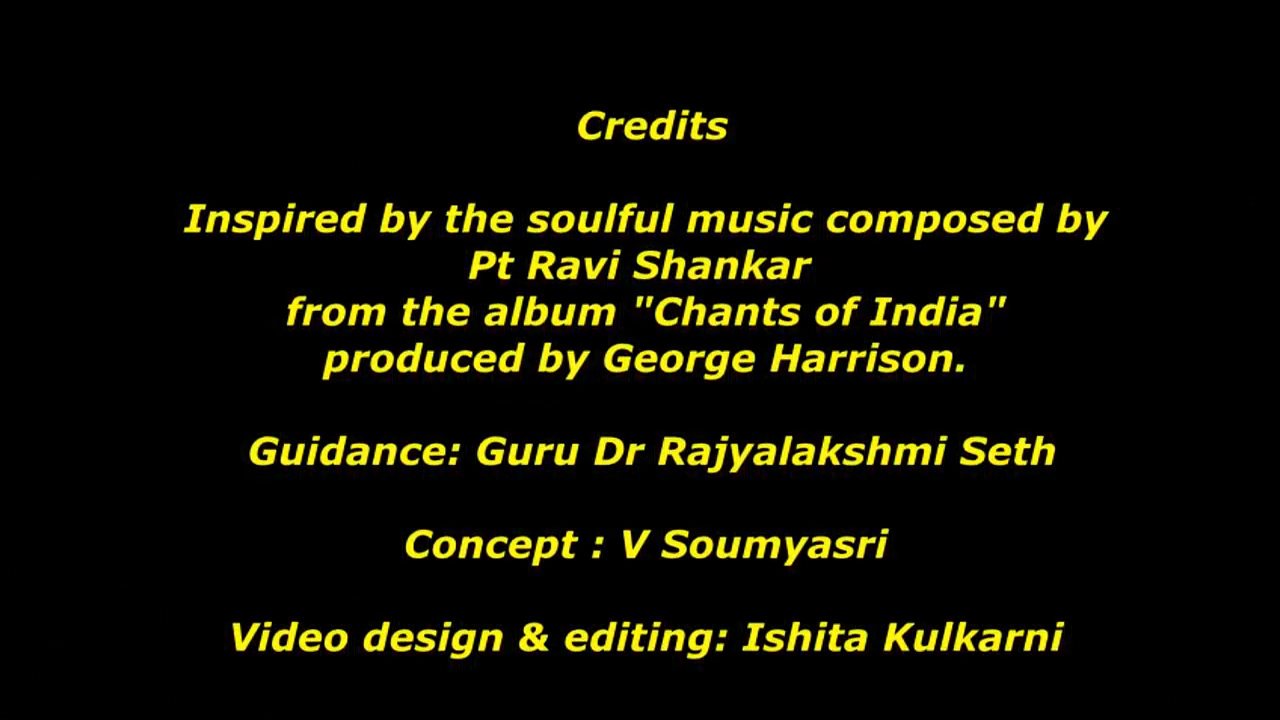 Credits
Inspired by the soulful music composed by
Pt Ravi Shankar
from the album "Chants of India"
produced by George Harrison.
Guidance: Guru Dr Rajyalakshmi Seth
Concept : V Soumyasri
Video design & editing: Ishita Kulkarni